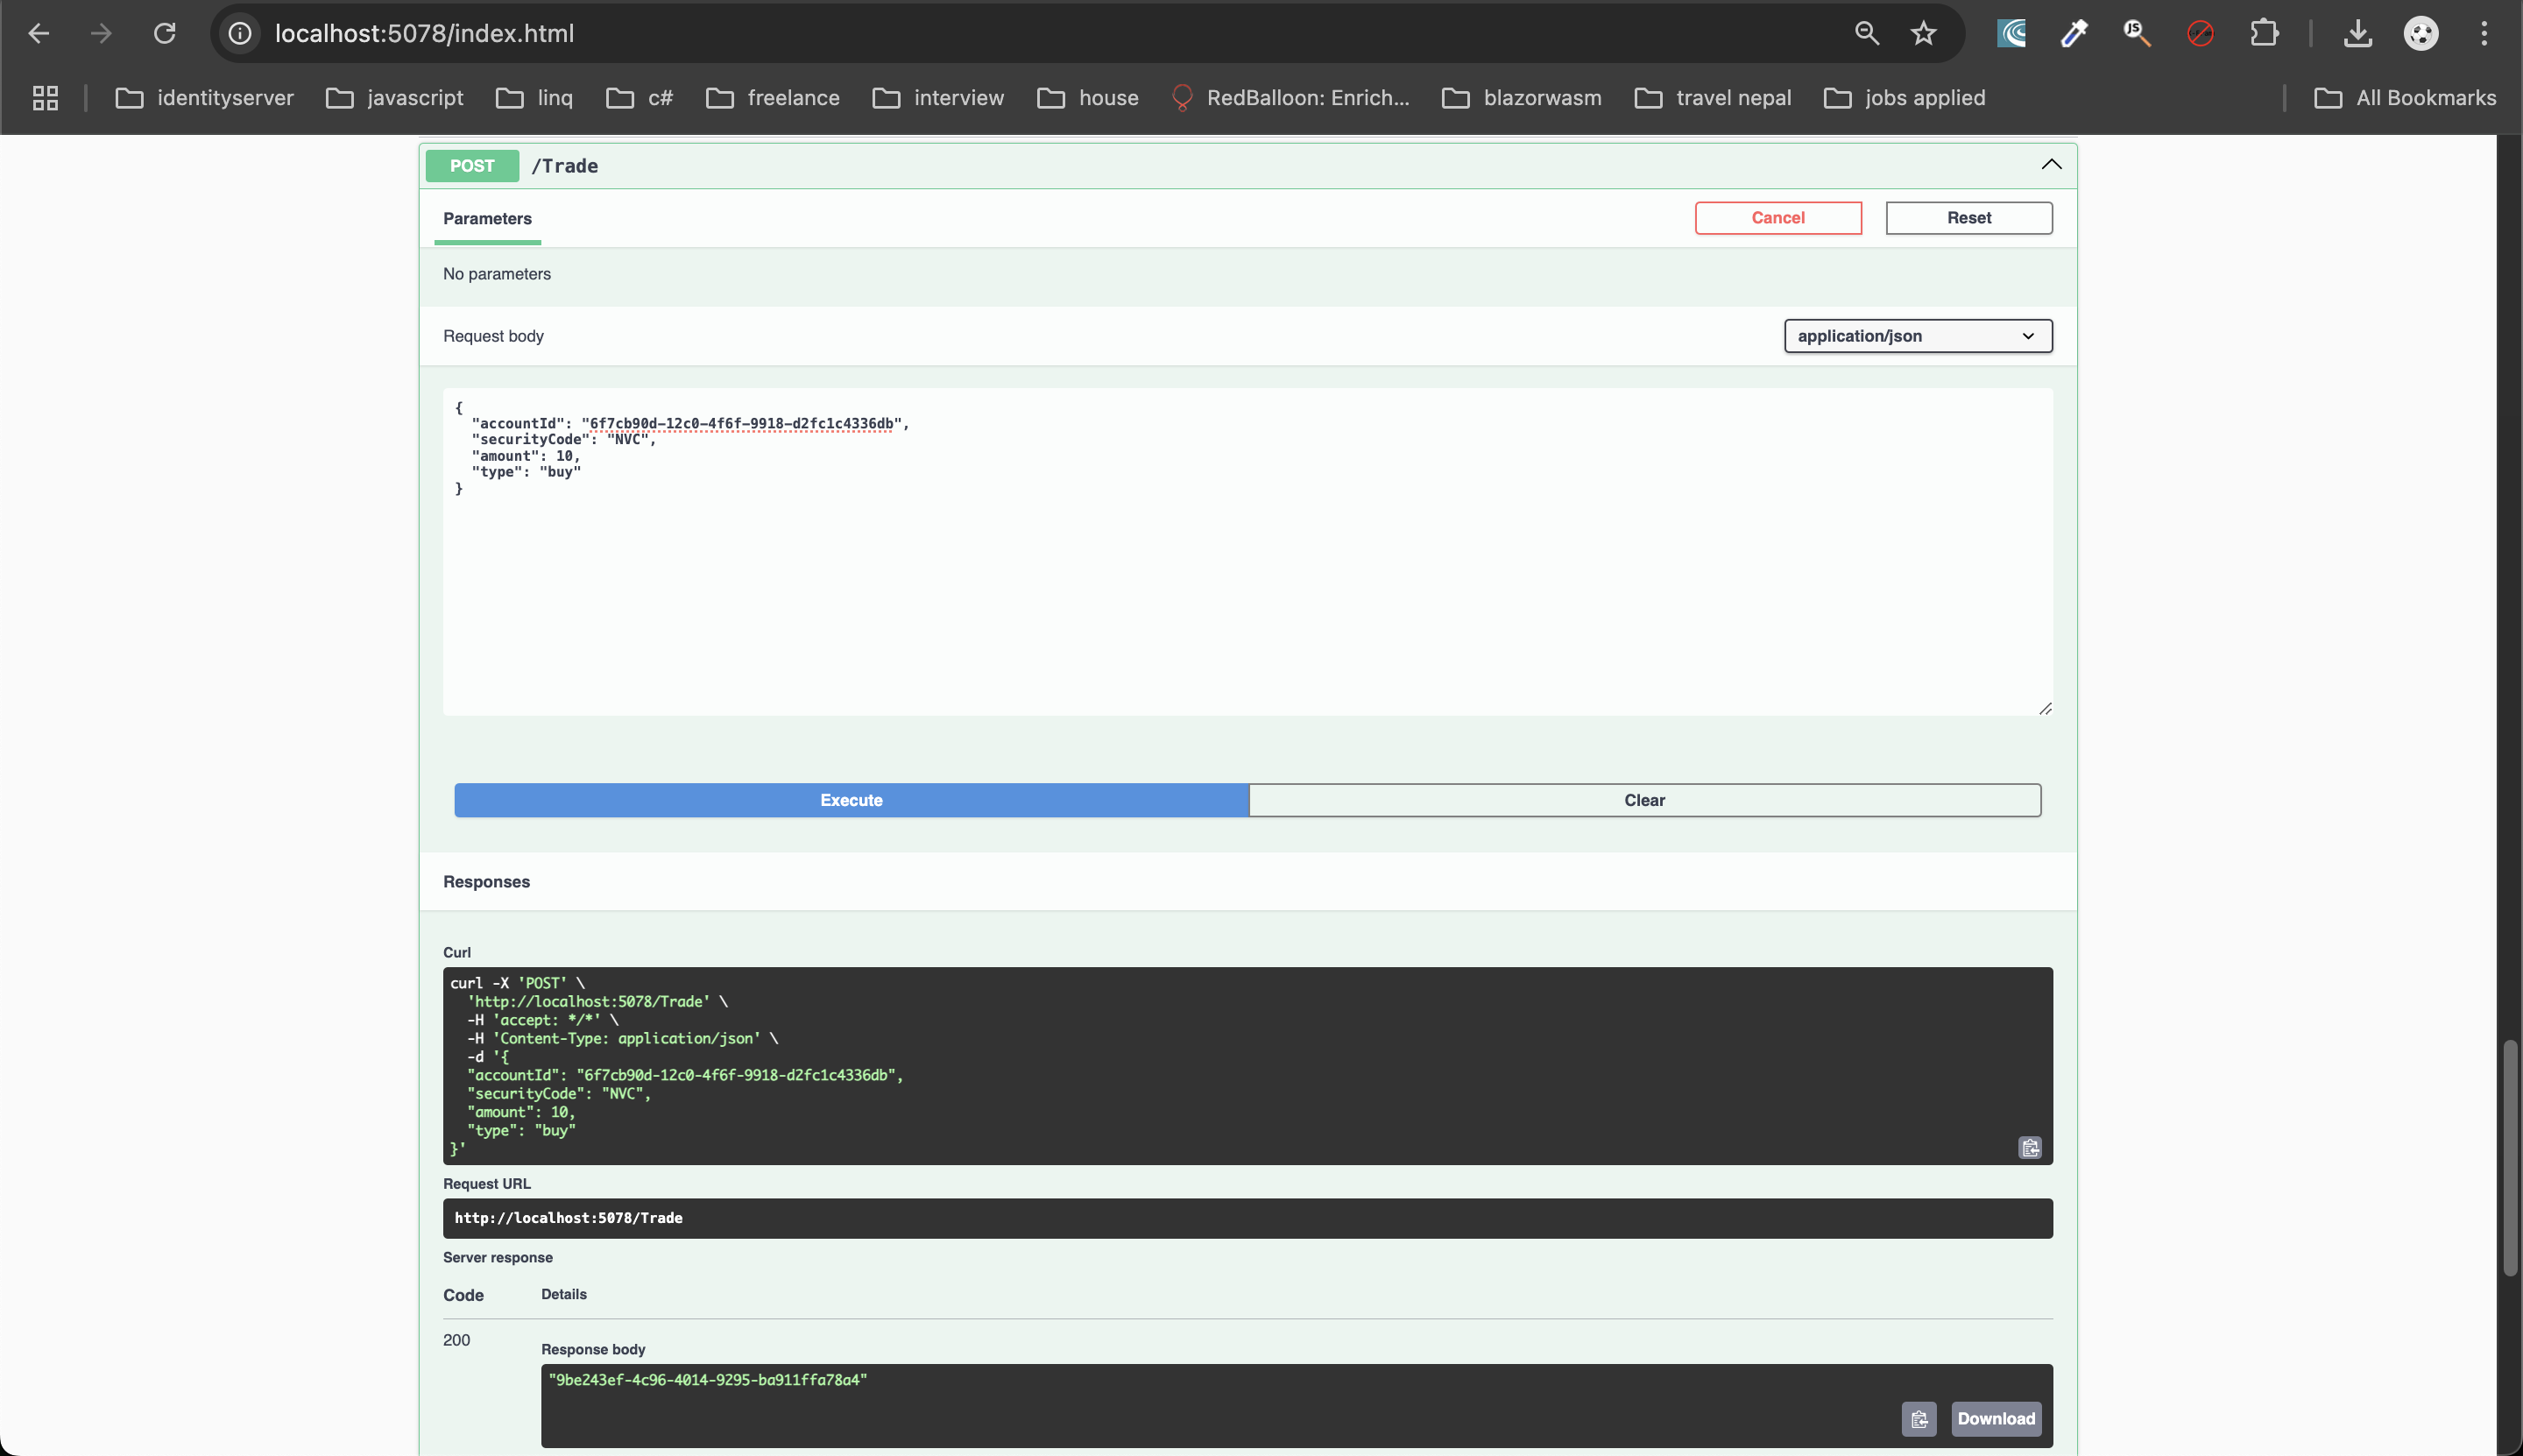 localhost:5078/index.html
identityserver javascript linq c# freelance interview house RedBalloon: Enrich... blazorwasm travel nepal jobs applied All Bookmarks
POST /Trade
Parameters Cancel Reset
No parameters
Request body application/json
{
"accountId": "6f7cb90d-12c0-4f6f-9918-d2fc1c4336db",
"securityCode": "NVC",
"amount": 10,
"type": "buy"
}
Execute Clear
Responses
Curl
curl -X 'POST' \
'http://localhost:5078/Trade' \
-H 'accept: */*' \
-H 'Content-Type: application/json' \
-d '{
"accountId": "6f7cb90d-12c0-4f6f-9918-d2fc1c4336db",
"securityCode": "NVC",
"amount": 10,
"type": "buy"
}'
Request URL
http://localhost:5078/Trade
Server response
Code Details
200
Response body
"9be243ef-4c96-4014-9295-ba911ffa78a4"
Download